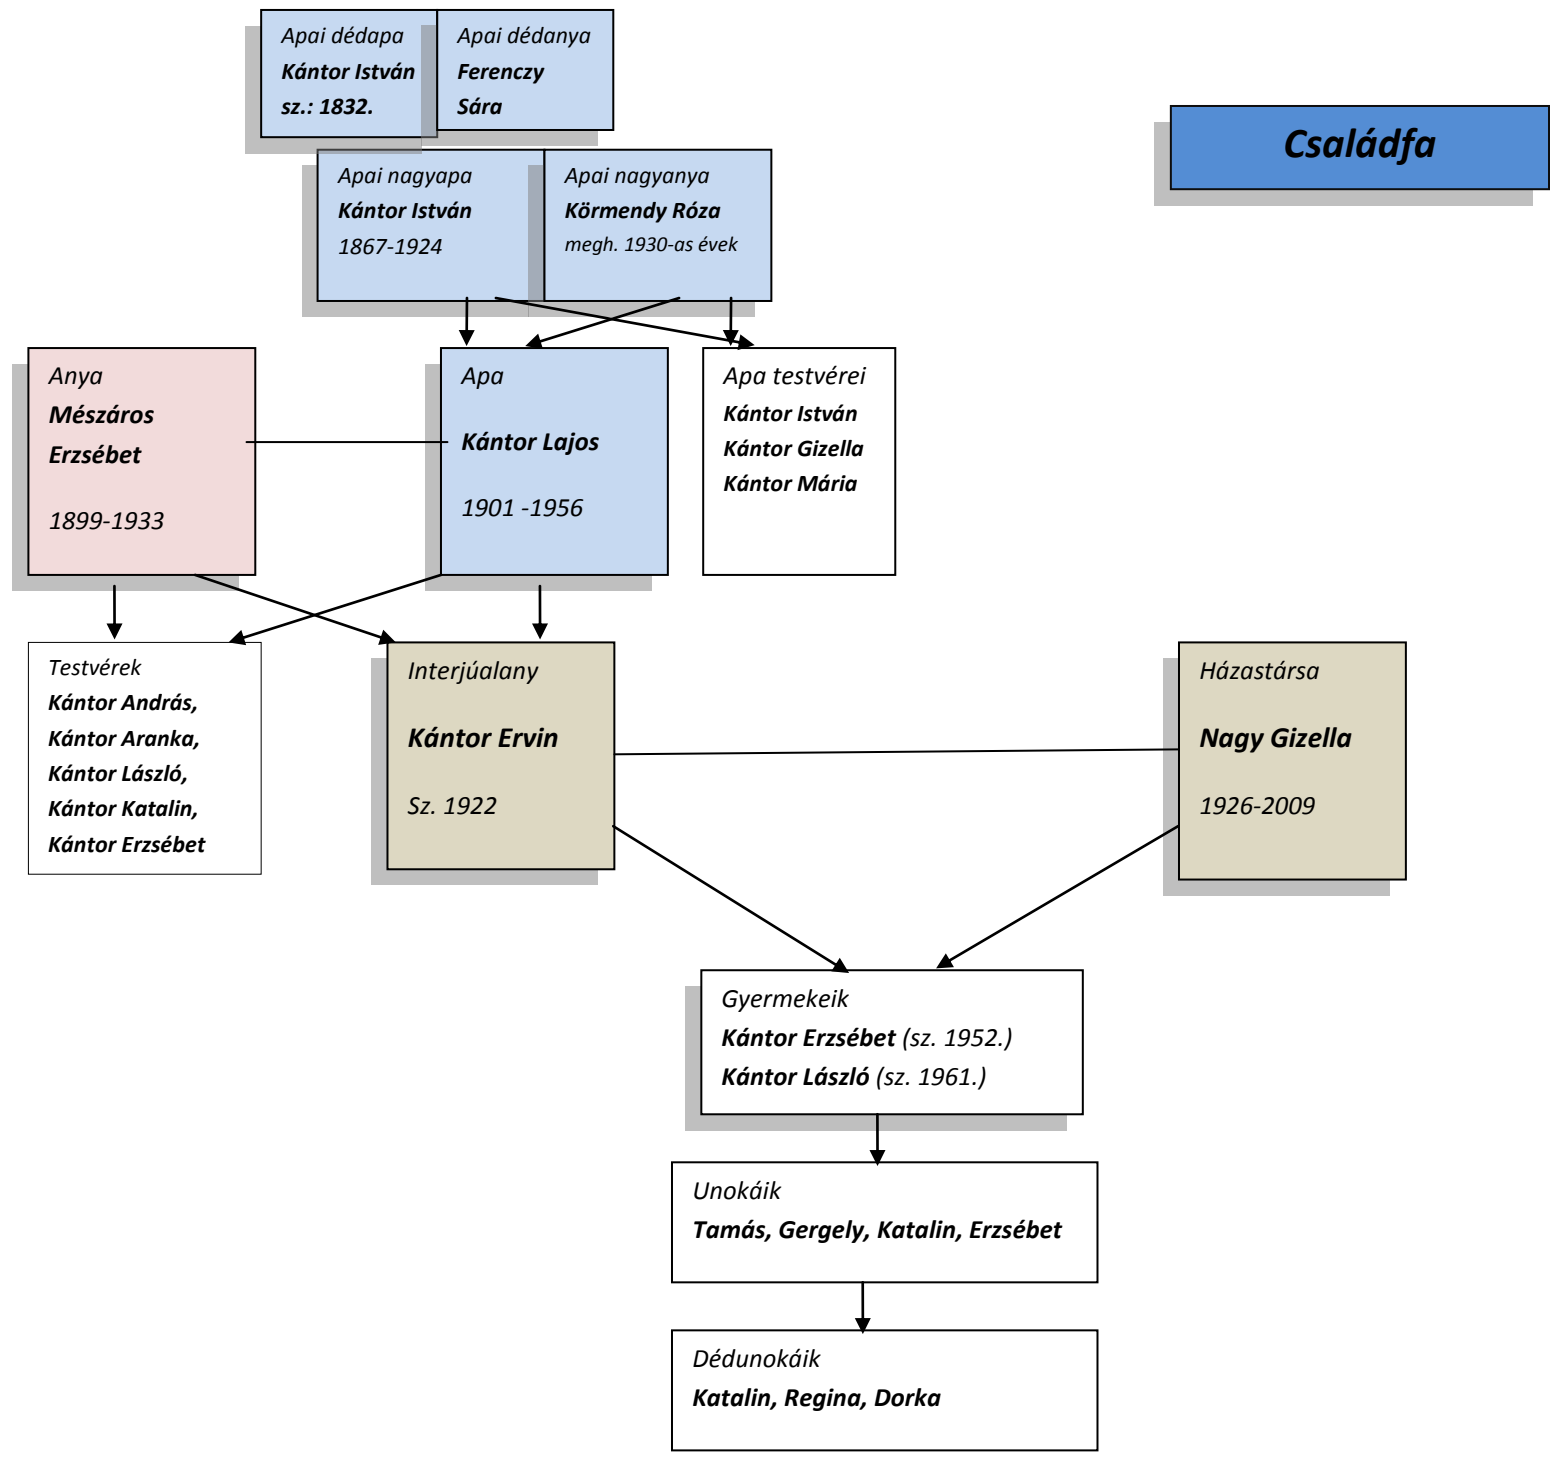 Apai dédapa
Kántor István
sz.: 1832.
Apai dédanya
Ferenczy
Sára
Családfa
Apai nagyapa
Kántor István
1867-1924
Apai nagyanya
Körmendy Róza
megh. 1930-as évek
Anya
Mészáros
Erzsébet
1899-1933
Apa
Kántor Lajos
1901 -1956
Apa testvérei
Kántor István
Kántor Gizella
Kántor Mária
Testvérek
Kántor András,
Kántor Aranka,
Kántor László,
Kántor Katalin,
Kántor Erzsébet
Interjúalany
Kántor Ervin
Sz. 1922
Házastársa
Nagy Gizella
1926-2009
Gyermekeik
Kántor Erzsébet (sz. 1952.)
Kántor László (sz. 1961.)
Unokáik
Tamás, Gergely, Katalin, Erzsébet
Dédunokáik
Katalin, Regina, Dorka